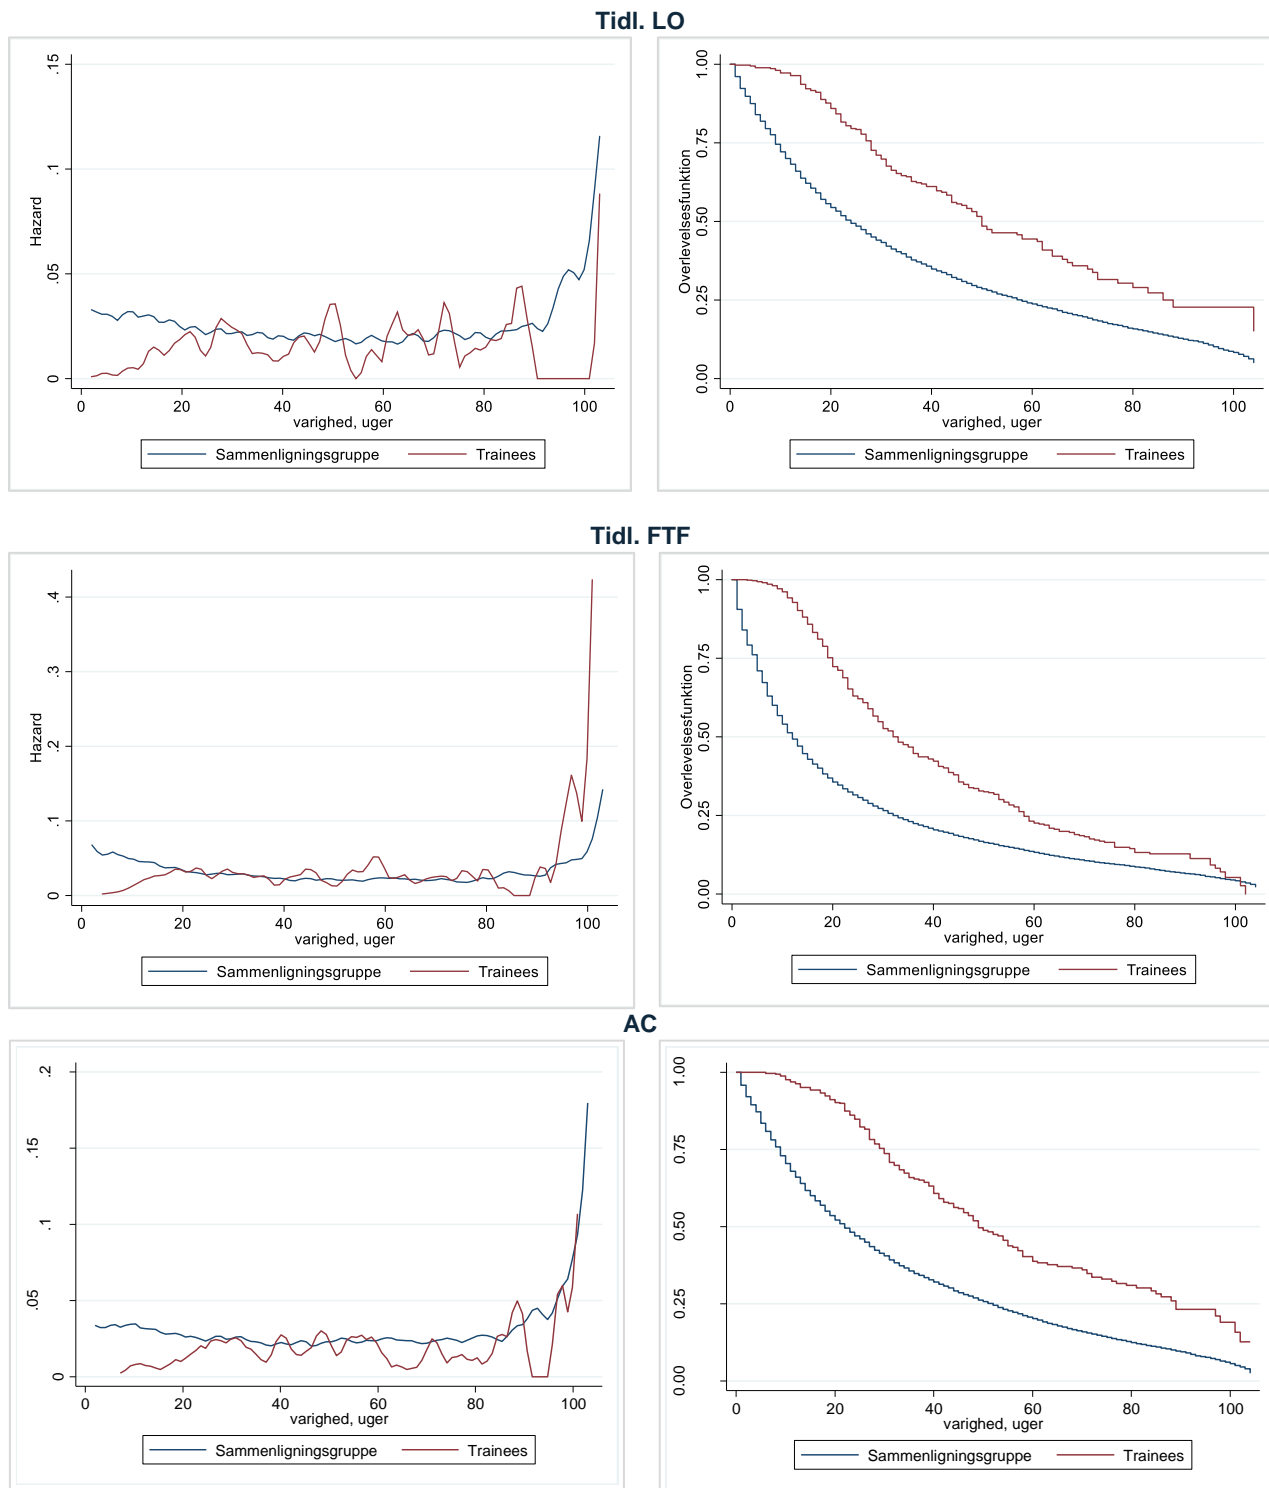 Tidl. LO
Hazard
.15
.1
.05
0
0 20 40 60 80 100
varighed, uger
Sammenligningsgruppe Trainees
Overlevelsesfunktion
1.00
0.75
0.50
0.25
0.00
0 20 40 60 80 100
varighed, uger
Sammenligningsgruppe Trainees
Tidl. FTF
Hazard
.4
.3
.2
.1
0
0 20 40 60 80 100
varighed, uger
Sammenligningsgruppe Trainees
Overlevelsesfunktion
1.00
0.75
0.50
0.25
0.00
0 20 40 60 80 100
varighed, uger
Sammenligningsgruppe Trainees
AC
.2
.15
.1
.05
0
0 20 40 60 80 100
varighed, uger
Sammenligningsgruppe Trainees
1.00
0.75
0.50
0.25
0.00
0 20 40 60 80 100
varighed, uger
Sammenligningsgruppe Trainees